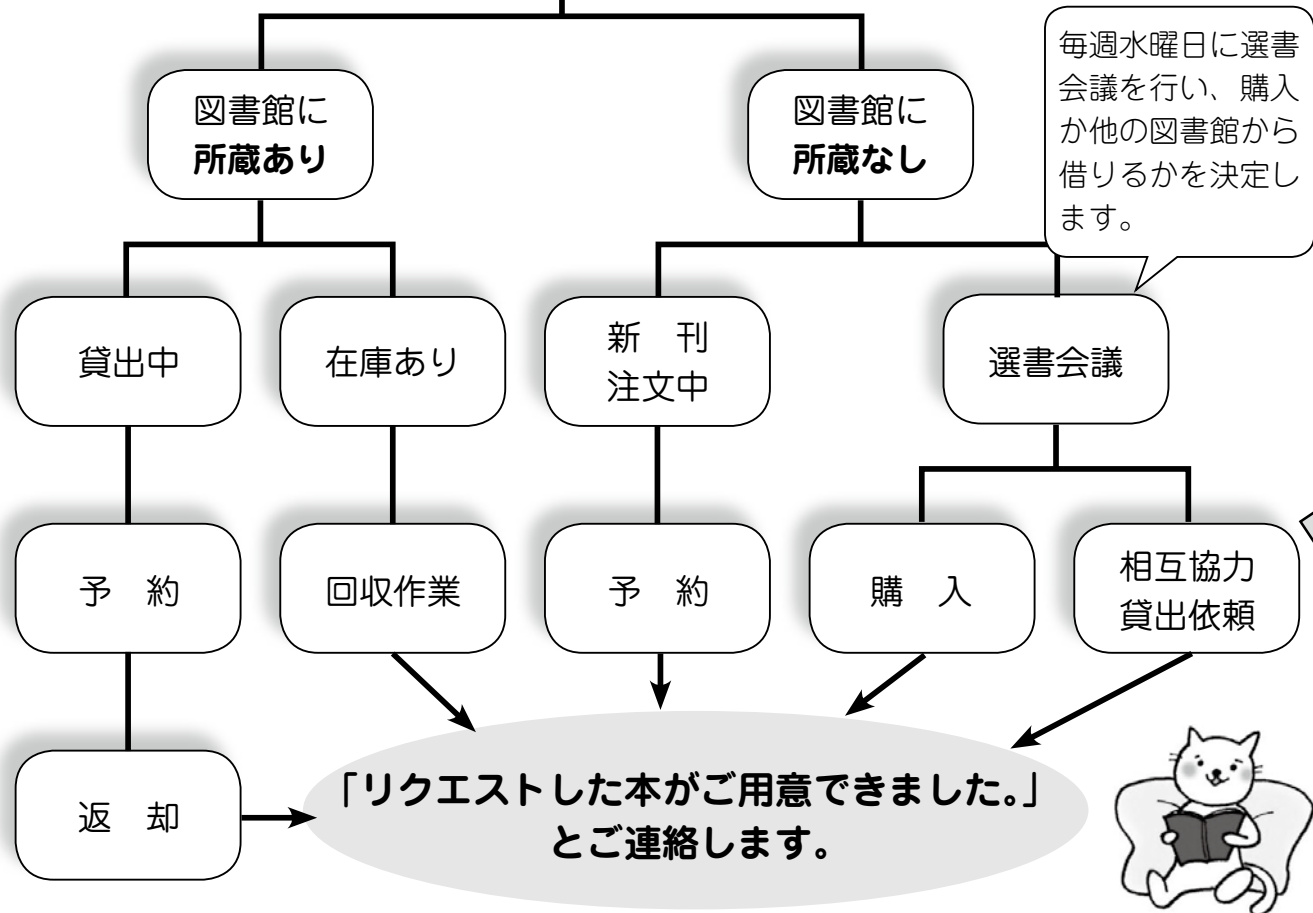 毎週水曜日に選書
会議を行い、購入
か他の図書館から
借りるかを決定し
ます。
図書館に
所蔵あり
図書館に
所蔵なし
貸出中
在庫あり
新　刊
注文中
選書会議
予　約
回収作業
予　約
購　入
相互協力
貸出依頼
返　却
「リクエストした本がご用意できました。」
とご連絡します。